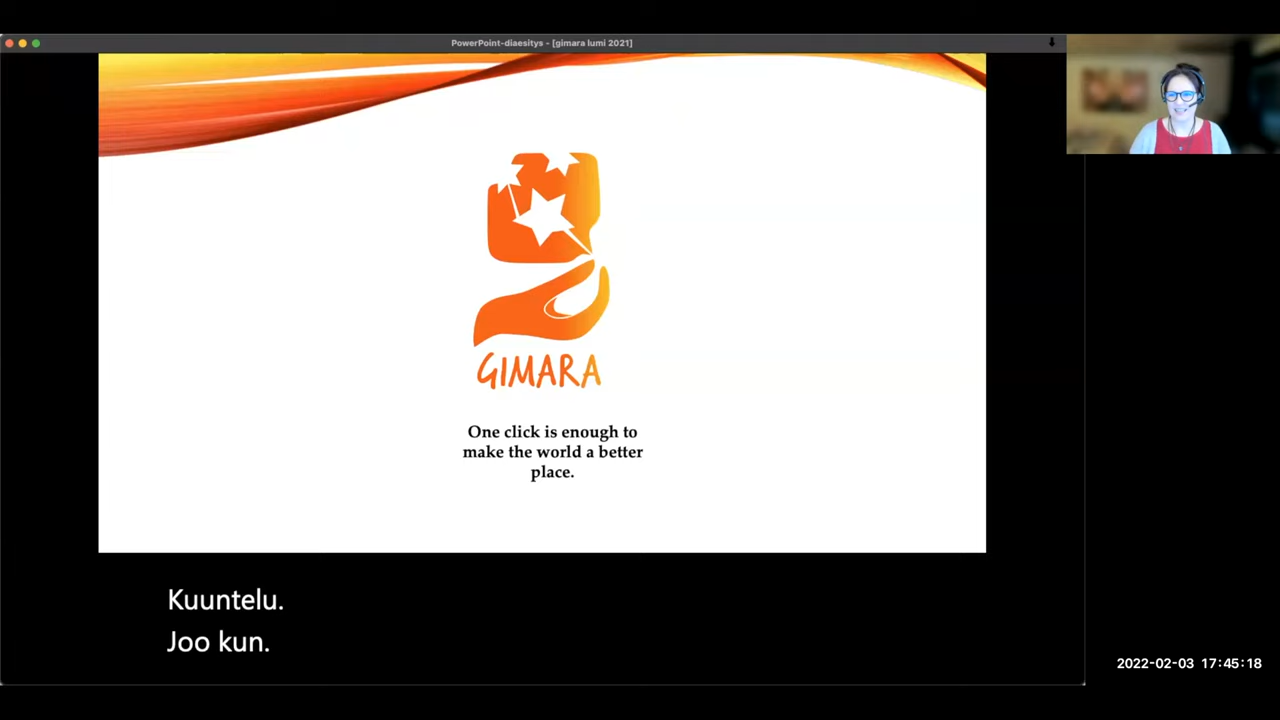 PowerPoint-diaesitys - [gimara lumi 2021]
GIMARA
One click is enough to
make the world a better
place.
Kuuntelu.
Joo kun.
2022-02-03 17:45:18